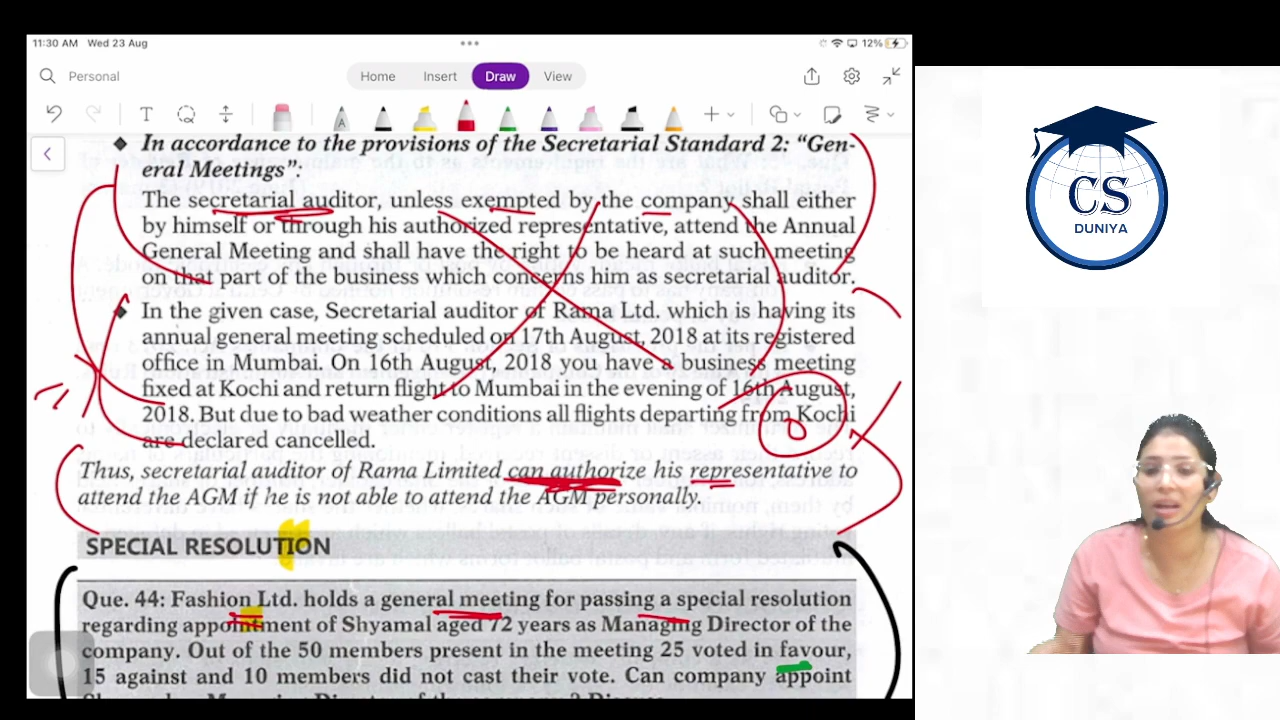 11:30 AM Wed 23 Aug
12%
Personal
Home Insert Draw View
T
A
In accordance to the provisions of the Secretarial Standard 2: “Gen-
eral Meetings”:
The secretarial auditor, unless exempted by the company shall either
by himself or through his authorized representative, attend the Annual
General Meeting and shall have the right to be heard at such meeting
on that part of the business which concerns him as secretarial auditor.
In the given case, Secretarial auditor of Rama Ltd. which is having its
annual general meeting scheduled on 17th August, 2018 at its registered
office in Mumbai. On 16th August, 2018 you have a business meeting
fixed at Kochi and return flight to Mumbai in the evening of 16th August,
2018. But due to bad weather conditions all flights departing from Kochi
are declared cancelled.
Thus, secretarial auditor of Rama Limited can authorize his representative to
attend the AGM if he is not able to attend the AGM personally.
SPECIAL RESOLUTION
Que. 44: Fashion Ltd. holds a general meeting for passing a special resolution
regarding appointment of Shyamal aged 72 years as Managing Director of the
company. Out of the 50 members present in the meeting 25 voted in favour,
15 against and 10 members did not cast their vote. Can company appoint
CS
DUNIYA